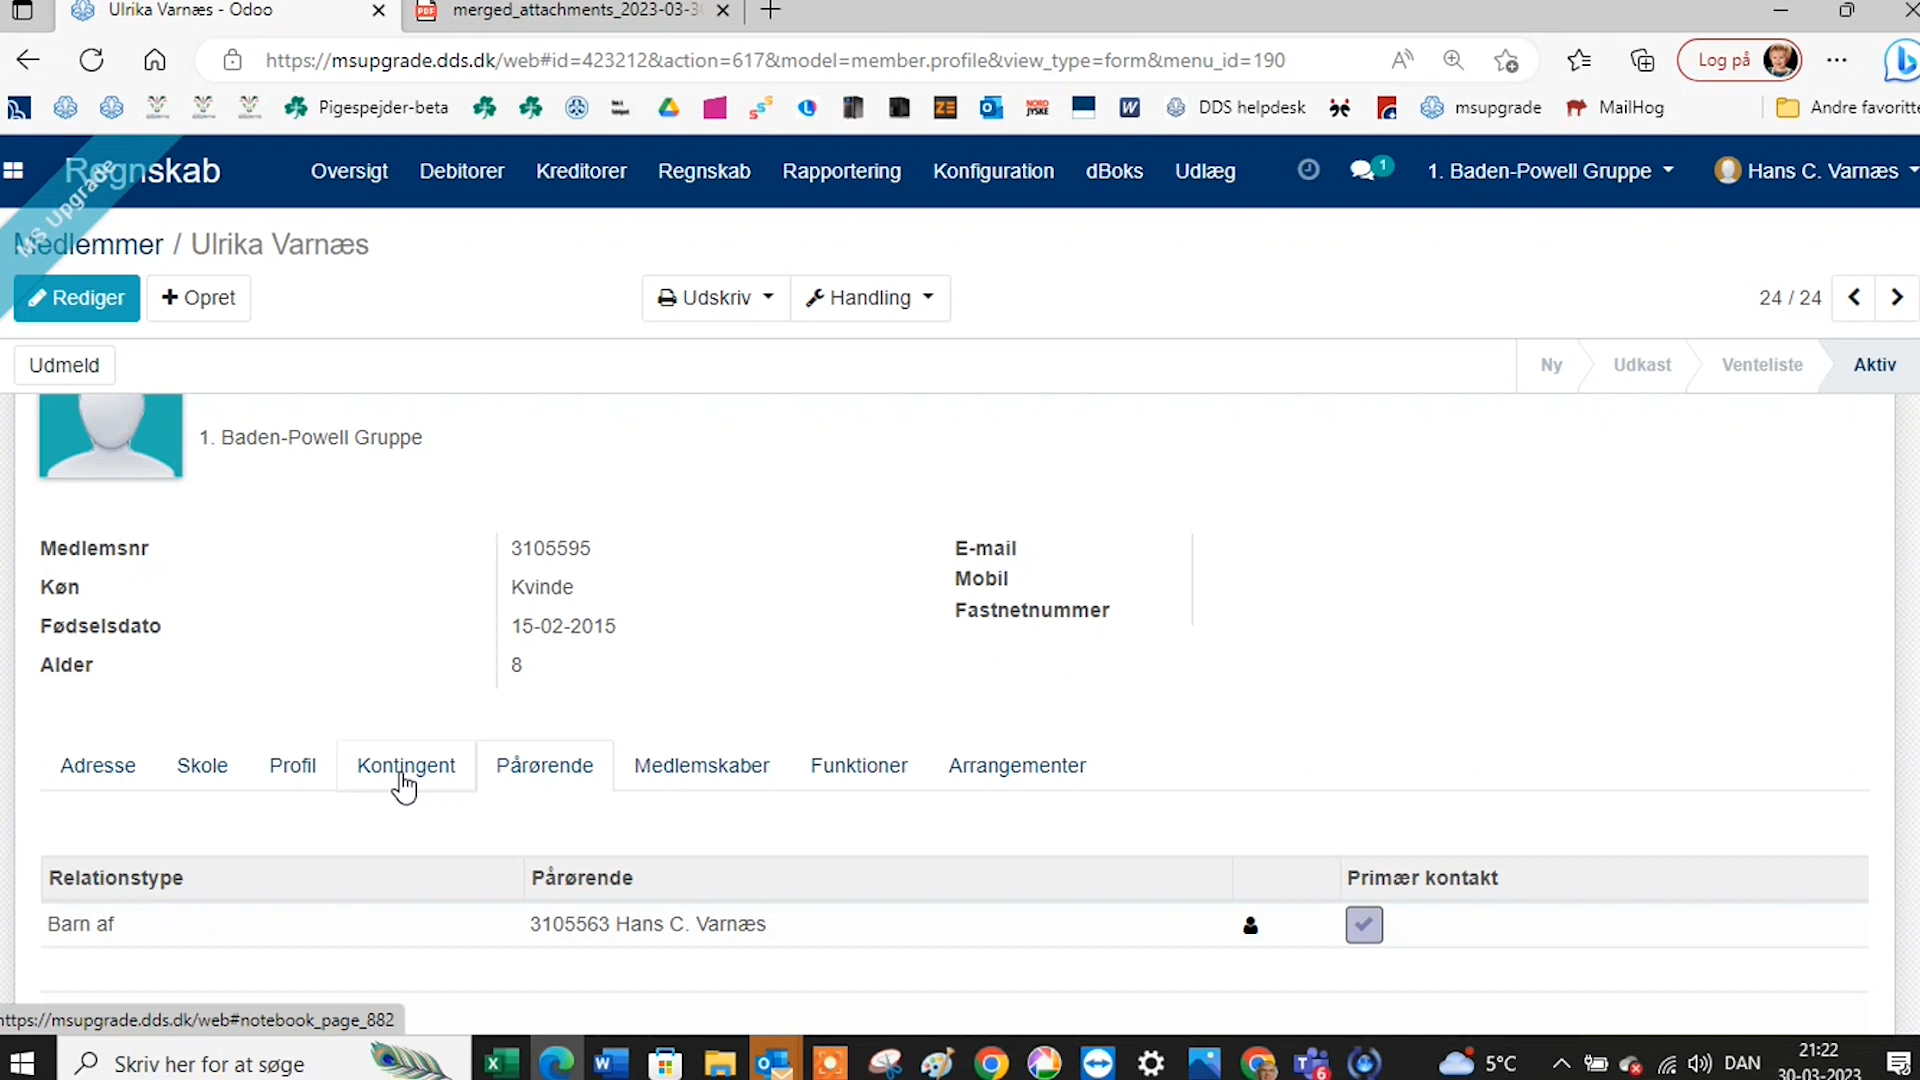 Ulrika Varnæs - Odoo
merged_attachments_2023-03-3
https://msupgrade.dds.dk/web#id=423212&action=617&model=member.profile&view_type=form&menu_id=190
Log på
Pigespejder-beta
DDS helpdesk
msupgrade
MailHog
Andre favoritte
MS Upgrade
Regnskab
Oversigt
Debitorer
Kreditorer
Regnskab
Rapportering
Konfiguration
dBoks
Udlæg
1
1. Baden-Powell Gruppe
Hans C. Varnæs
Medlemmer / Ulrika Varnæs
Rediger
Opret
Udskriv
Handling
24 / 24
Udmeld
Ny
Udkast
Venteliste
Aktiv
1. Baden-Powell Gruppe
Medlemsnr 3105595
Køn Kvinde
Fødselsdato 15-02-2015
Alder 8
E-mail
Mobil
Fastnetnummer
Adresse
Skole
Profil
Kontingent
Pårørende
Medlemskaber
Funktioner
Arrangementer
Relationstype Pårørende Primær kontakt
Barn af 3105563 Hans C. Varnæs
https://msupgrade.dds.dk/web#notebook_page_882
Skriv her for at søge
5°C
DAN
21:22
30-03-2023